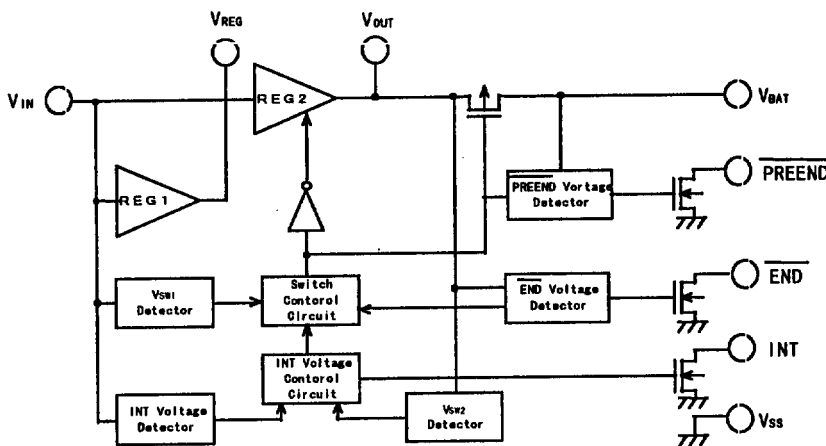 VREG
VOUT
VIN
REG2
VBAT
REG1
PREEND Vortage
Detector
PREEND
VSW1
Detector
Switch
Contorol
Circuit
END Voltage
Detector
END
INT Voltage
Contorol
Circuit
INT
INT Voltage
Detector
VSW2
Detector
VSS